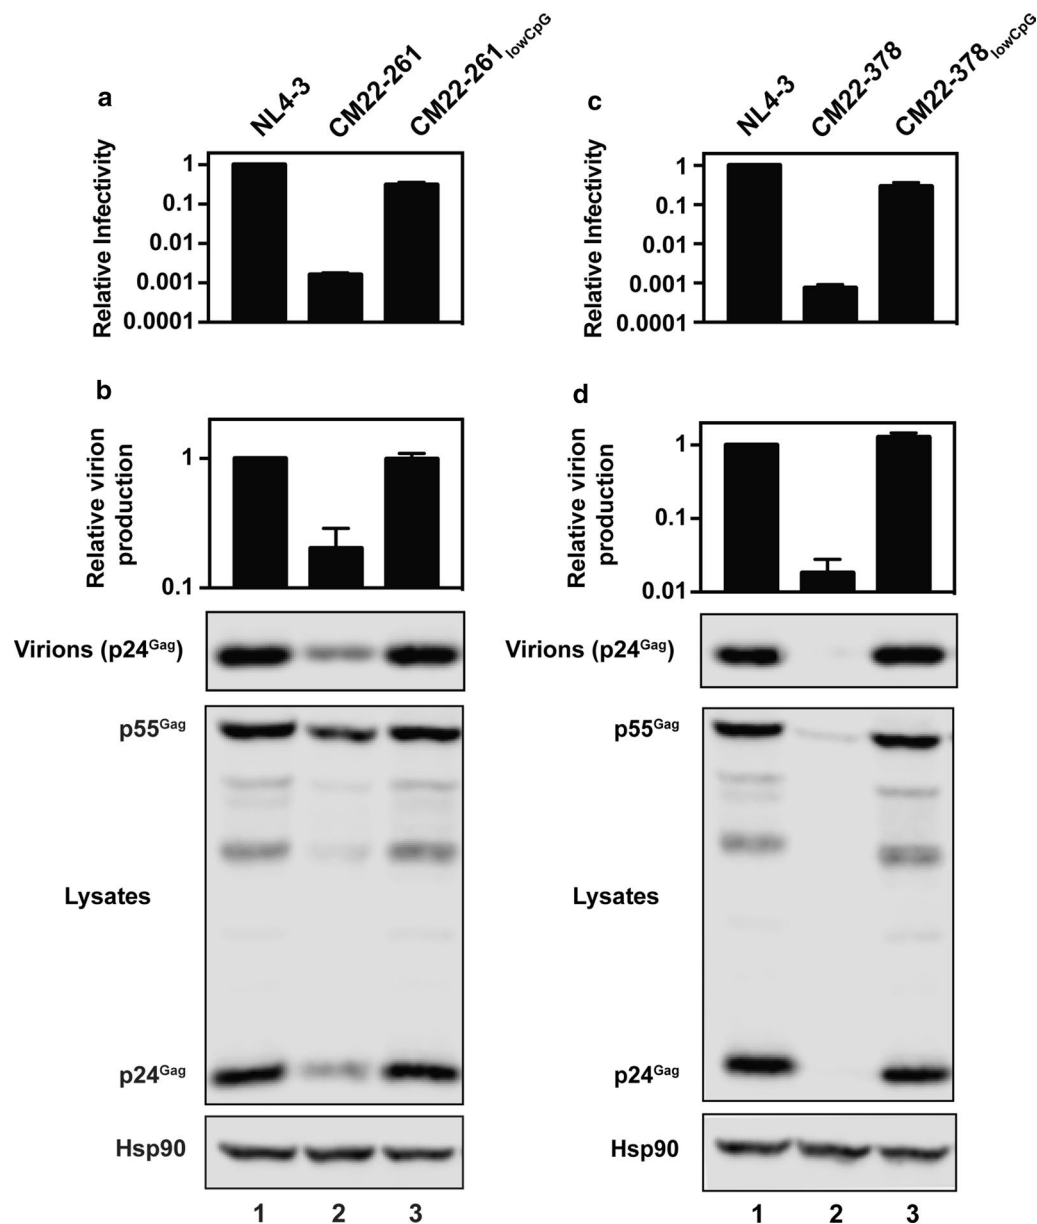 a
NL4-3
CM22-261
CM22-261lowCpG
Relative Infectivity
1
0.1
0.01
0.001
0.0001
b
Relative virion
production
1
0.1
Virions (p24Gag)
p55Gag
Lysates
p24Gag
Hsp90
1 2 3
c
NL4-3
CM22-378
CM22-378lowCpG
Relative Infectivity
1
0.1
0.01
0.001
0.0001
d
Relative virion
production
1
0.1
0.01
Virions (p24Gag)
p55Gag
Lysates
p24Gag
Hsp90
1 2 3